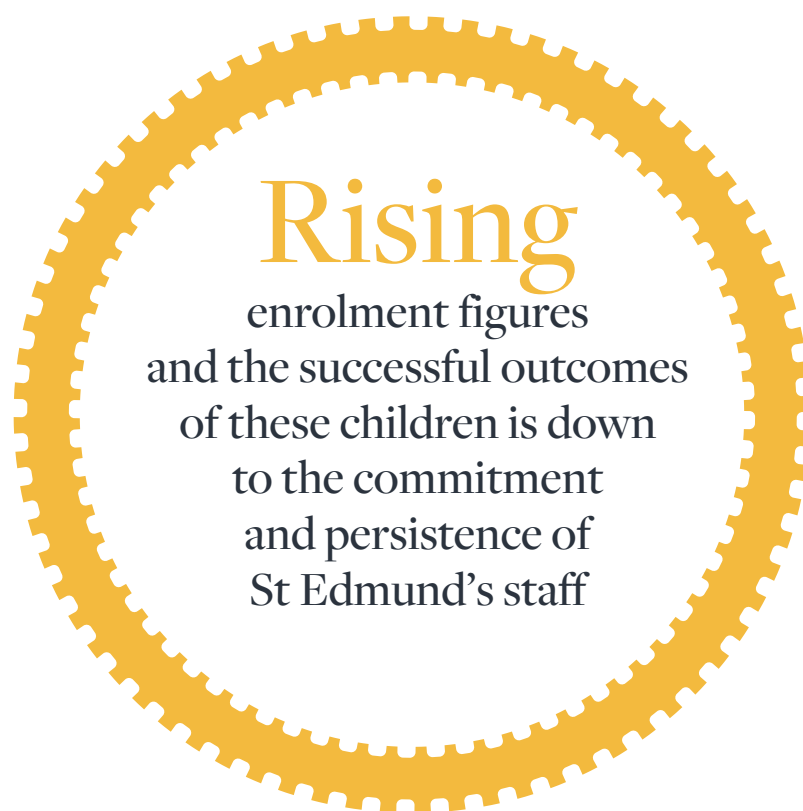 Rising
enrolment figures
and the successful outcomes
of these children is down
to the commitment
and persistence of
St Edmund’s staff